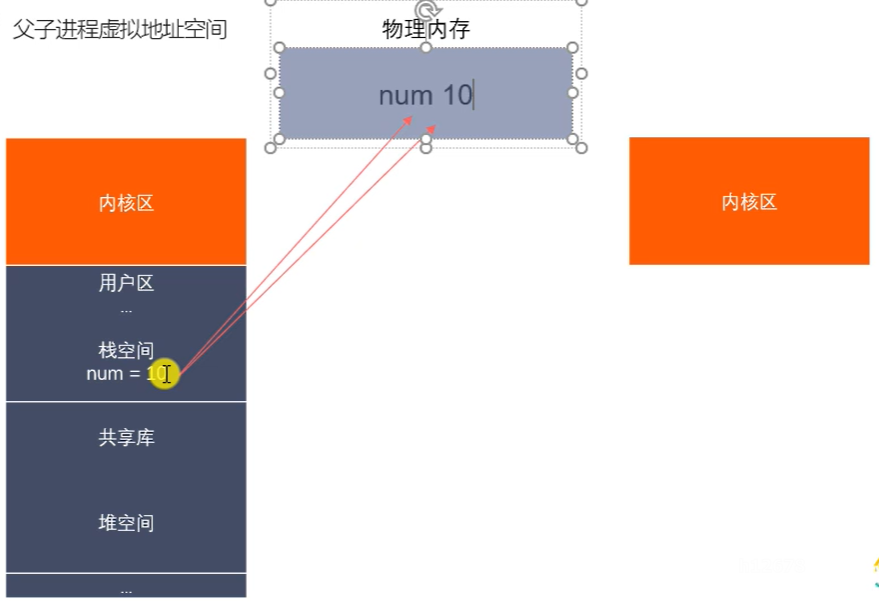 父子进程虚拟地址空间
物理内存
num 10
内核区
内核区
用户区
...
栈空间
num = 10
共享库
堆空间
...